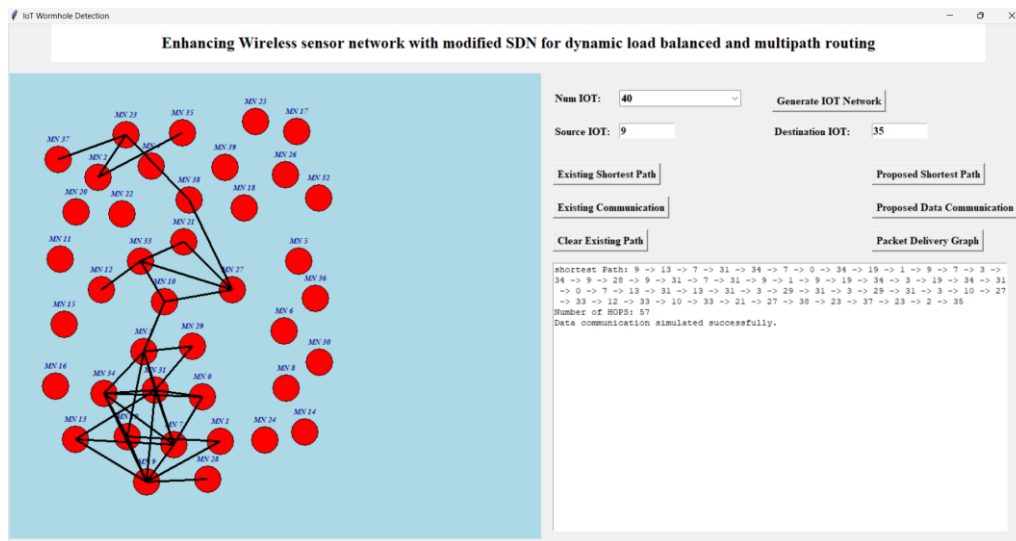 IoT Wormhole Detection
Enhancing Wireless sensor network with modified SDN for dynamic load balanced and multipath routing
MN 25
MN 17
MN 23
MN 35
MN 37
MN 2
MN 39
MN 26
MN 38
MN 32
MN 20
MN 22
MN 18
MN 21
MN 11
MN 33
MN 5
MN 12
MN 10
MN 27
MN 36
MN 15
MN 29
MN 6
MN 30
MN 16
MN 34
MN 31
MN 0
MN 8
MN 13
MN 7
MN 1
MN 24
MN 14
MN 9
MN 28
Num IOT:
40
Generate IOT Network
Source IOT:
9
Destination IOT:
35
Existing Shortest Path
Proposed Shortest Path
Existing Communication
Proposed Data Communication
Clear Existing Path
Packet Delivery Graph
shortest Path: 9 -> 13 -> 7 -> 31 -> 34 -> 7 -> 0 -> 34 -> 19 -> 1 -> 9 -> 7 -> 3 ->
34 -> 9 -> 28 -> 9 -> 31 -> 7 -> 31 -> 9 -> 1 -> 9 -> 19 -> 34 -> 3 -> 19 -> 34 -> 31
-> 0 -> 7 -> 13 -> 31 -> 13 -> 31 -> 3 -> 29 -> 31 -> 3 -> 29 -> 31 -> 3 -> 10 -> 27
-> 33 -> 12 -> 33 -> 10 -> 33 -> 21 -> 27 -> 38 -> 23 -> 37 -> 23 -> 2 -> 35
Number of HOPS: 57
Data communication simulated successfully.